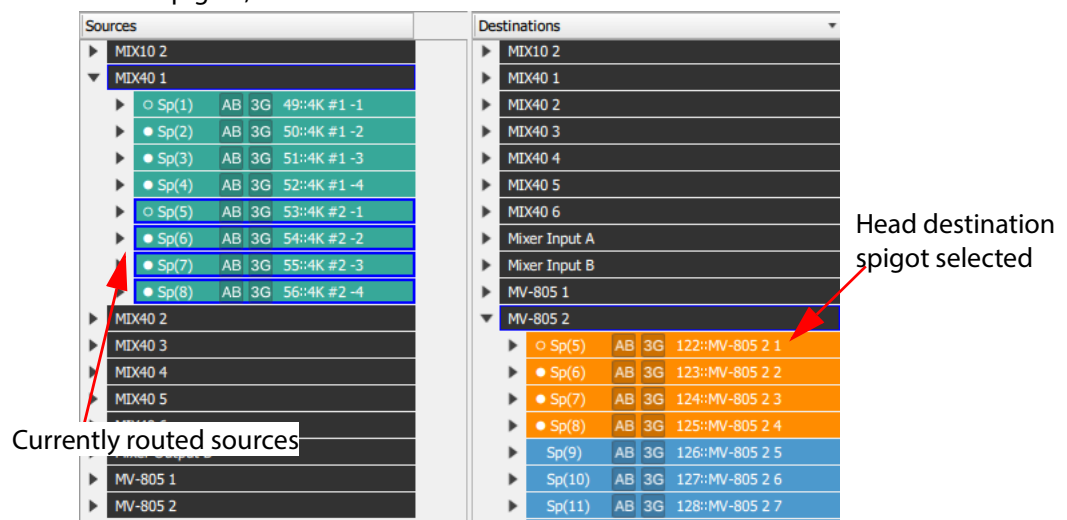 Sources
MIX10 2
MIX40 1
Sp(1) AB 3G 49::4K #1 -1
Sp(2) AB 3G 50::4K #1 -2
Sp(3) AB 3G 51::4K #1 -3
Sp(4) AB 3G 52::4K #1 -4
Sp(5) AB 3G 53::4K #2 -1
Sp(6) AB 3G 54::4K #2 -2
Sp(7) AB 3G 55::4K #2 -3
Sp(8) AB 3G 56::4K #2 -4
MIX40 2
MIX40 3
MIX40 4
MIX40 5
Currently routed sources
MV-805 1
MV-805 2
Destinations
MIX10 2
MIX40 1
MIX40 2
MIX40 3
MIX40 4
MIX40 5
MIX40 6
Mixer Input A
Mixer Input B
MV-805 1
MV-805 2
Sp(5) AB 3G 122::MV-805 2 1
Sp(6) AB 3G 123::MV-805 2 2
Sp(7) AB 3G 124::MV-805 2 3
Sp(8) AB 3G 125::MV-805 2 4
Sp(9) AB 3G 126::MV-805 2 5
Sp(10) AB 3G 127::MV-805 2 6
Sp(11) AB 3G 128::MV-805 2 7
Head destination
spigot selected